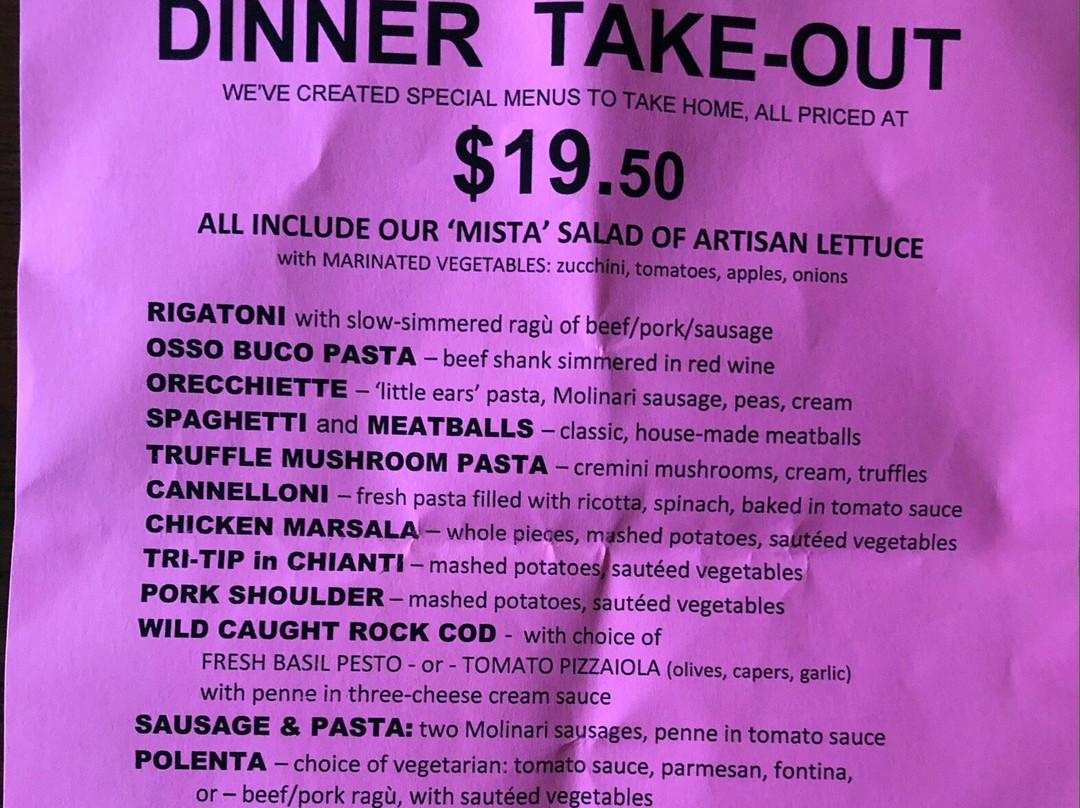 DINNER TAKE-OUT
WE'VE CREATED SPECIAL MENUS TO TAKE HOME, ALL PRICED AT
$19.50
ALL INCLUDE OUR ‘MISTA’ SALAD OF ARTISAN LETTUCE
with MARINATED VEGETABLES: zucchini, tomatoes, apples, onions
RIGATONI with slow-simmered ragù of beef/pork/sausage
OSSO BUCO PASTA – beef shank simmered in red wine
ORECCHIETTE – ‘little ears’ pasta, Molinari sausage, peas, cream
SPAGHETTI and MEATBALLS – classic, house-made meatballs
TRUFFLE MUSHROOM PASTA – cremini mushrooms, cream, truffles
CANNELLONI – fresh pasta filled with ricotta, spinach, baked in tomato sauce
CHICKEN MARSALA – whole pieces, mashed potatoes, sautéed vegetables
TRI-TIP in CHIANTI – mashed potatoes, sautéed vegetables
PORK SHOULDER – mashed potatoes, sautéed vegetables
WILD CAUGHT ROCK COD - with choice of
FRESH BASIL PESTO - or - TOMATO PIZZAIOLA (olives, capers, garlic)
with penne in three-cheese cream sauce
SAUSAGE & PASTA: two Molinari sausages, penne in tomato sauce
POLENTA – choice of vegetarian: tomato sauce, parmesan, fontina,
or – beef/pork ragù, with sautéed vegetables